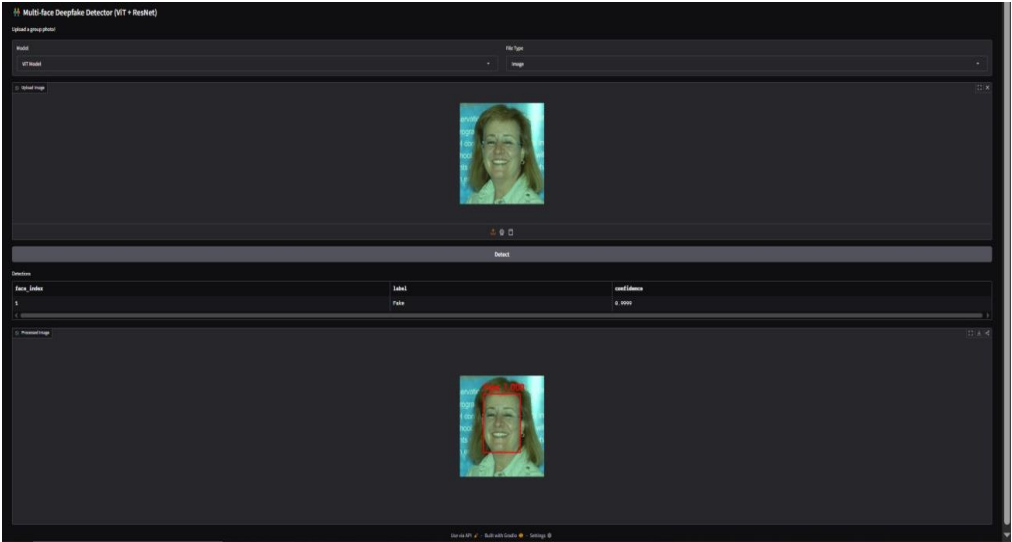 Multi-face Deepfake Detector (ViT + ResNet)
Upload a group photo!
Model
File Type
ViT Model
Image
Upload Image
Detect
Detections
face_index label confidence
1 Fake 0.9999
Processed Image
Use via API · Built with Gradio · Settings